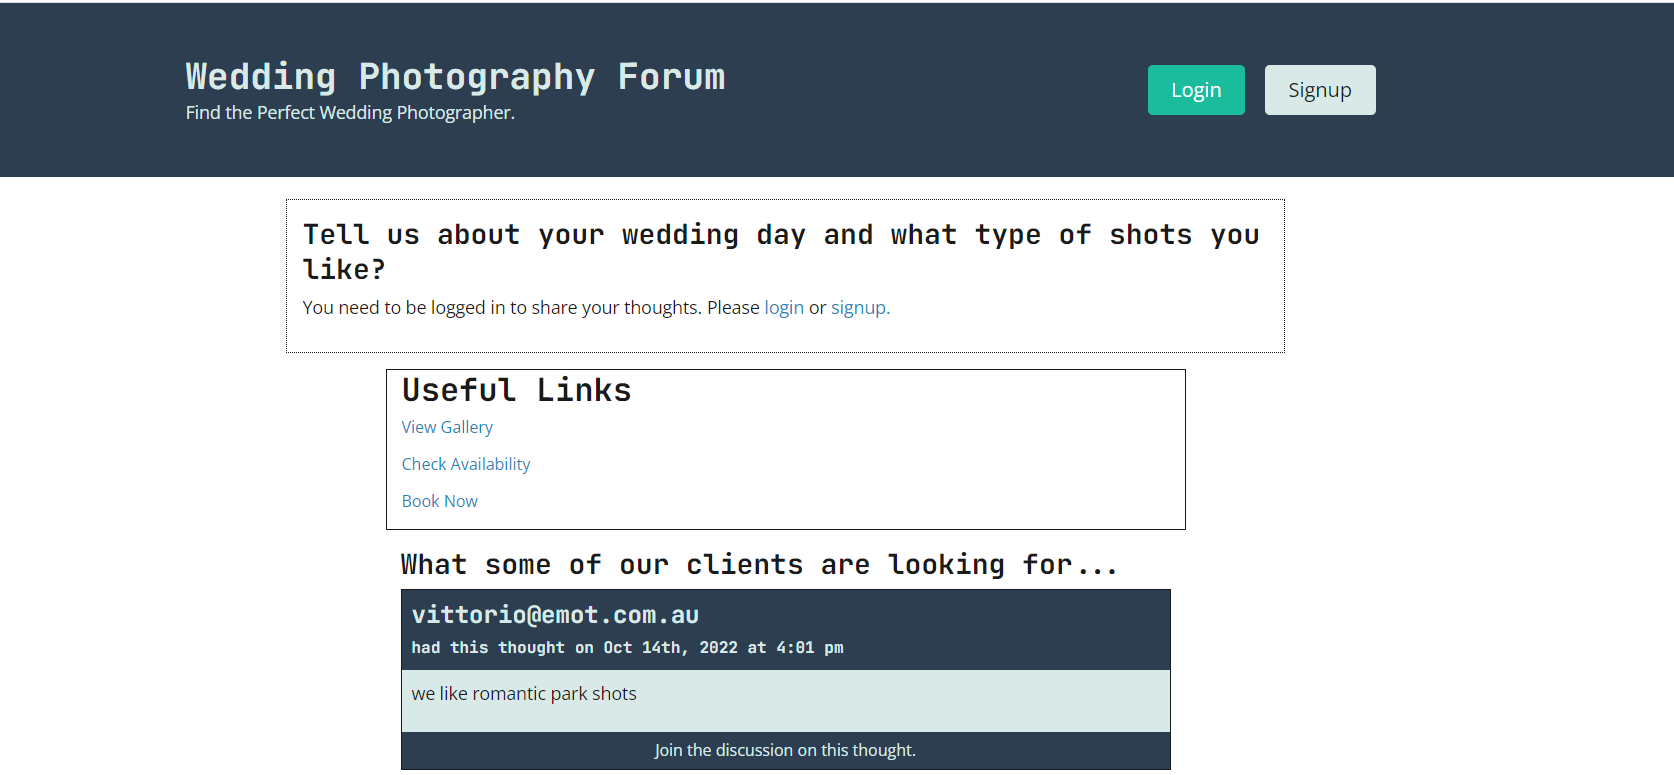 Wedding Photography Forum
Find the Perfect Wedding Photographer.
Login
Signup
Tell us about your wedding day and what type of shots you
like?
You need to be logged in to share your thoughts. Please login or signup.
Useful Links
View Gallery
Check Availability
Book Now
What some of our clients are looking for...
vittorio@emot.com.au
had this thought on Oct 14th, 2022 at 4:01 pm
we like romantic park shots
Join the discussion on this thought.